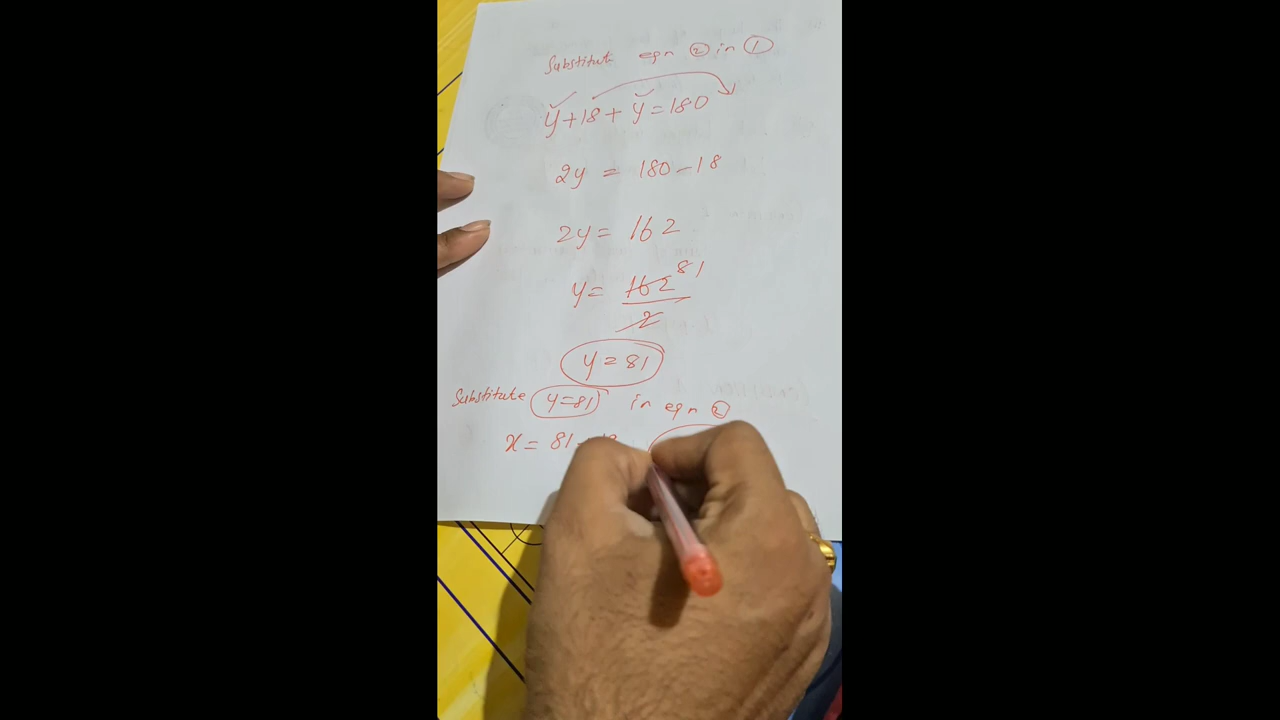 Substitute eqn ② in ①
y+18+y=180
2y = 180-18
2y = 162
y = 162 81
2
y = 81
Substitute y=81 in eqn ②
x = 81